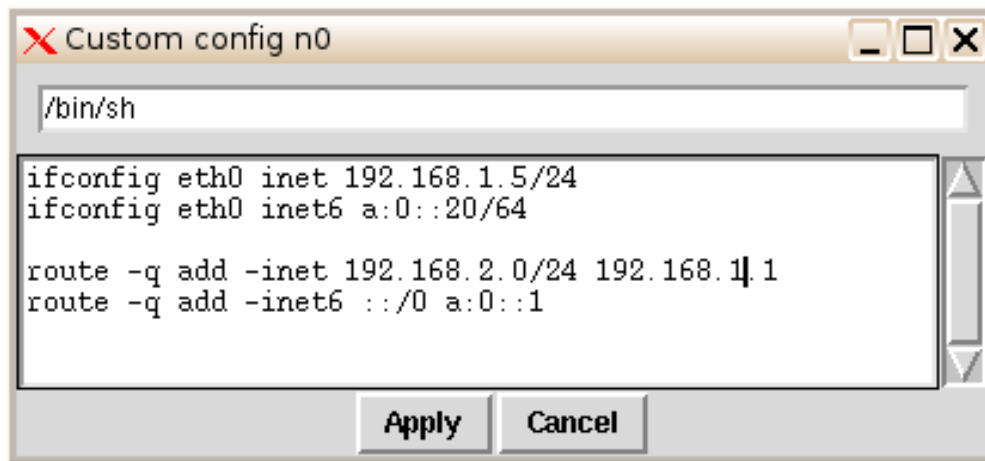 Custom config n0
/bin/sh
ifconfig eth0 inet 192.168.1.5/24
ifconfig eth0 inet6 a:0::20/64
route -q add -inet 192.168.2.0/24 192.168.1.1
route -q add -inet6 ::/0 a:0::1
Apply Cancel